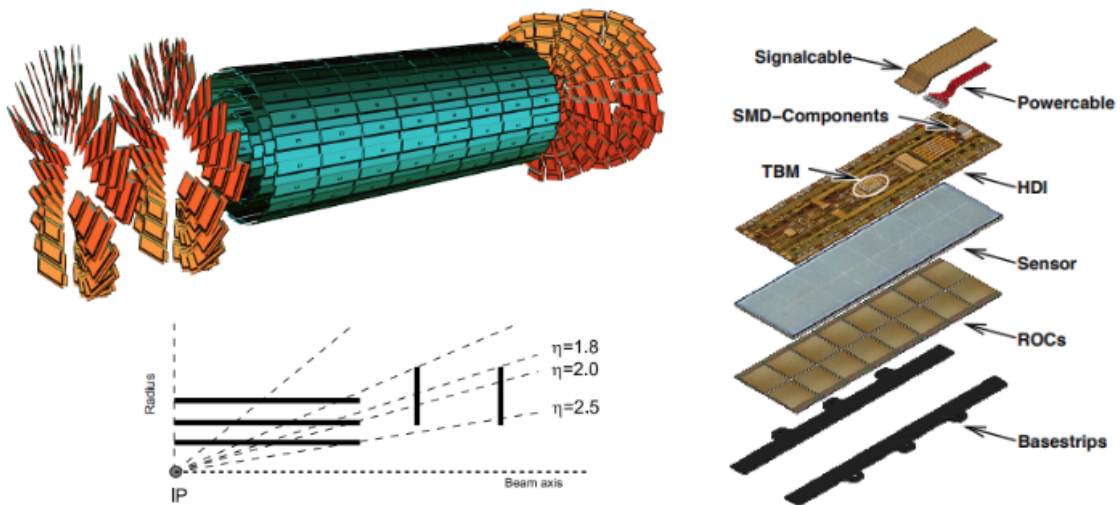 Signalcable
Powercable
SMD-Components
TBM
HDI
Sensor
ROCs
Basestrips
Radius
η=1.8
η=2.0
η=2.5
Beam axis
IP